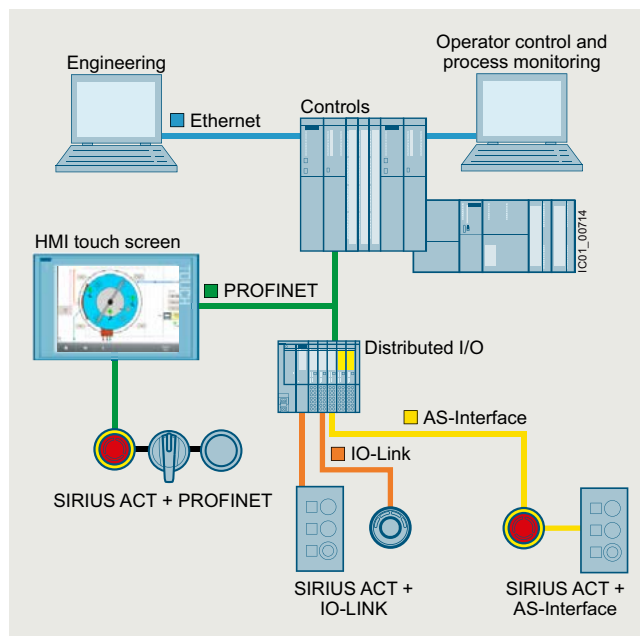 Engineering
Operator control and
process monitoring
Ethernet
Controls
IC01_00714
HMI touch screen
PROFINET
Distributed I/O
AS-Interface
IO-Link
SIRIUS ACT + PROFINET
SIRIUS ACT +
IO-LINK
SIRIUS ACT +
AS-Interface